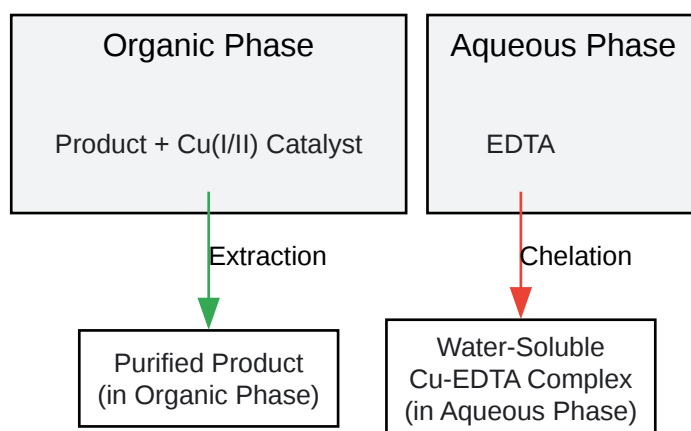 Organic Phase
Product + Cu(I/II) Catalyst
Aqueous Phase
EDTA
Extraction
Chelation
Purified Product
(in Organic Phase)
Water-Soluble
Cu-EDTA Complex
(in Aqueous Phase)